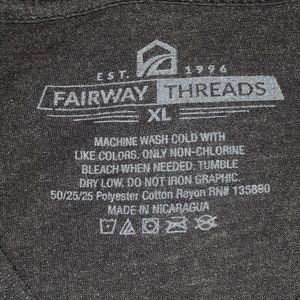 EST. 1996
FAIRWAY THREADS
XL
MACHINE WASH COLD WITH
LIKE COLORS. ONLY NON-CHLORINE
BLEACH WHEN NEEDED. TUMBLE
DRY LOW. DO NOT IRON GRAPHIC.
50/25/25 Polyester Cotton Rayon RN# 135890
MADE IN NICARAGUA